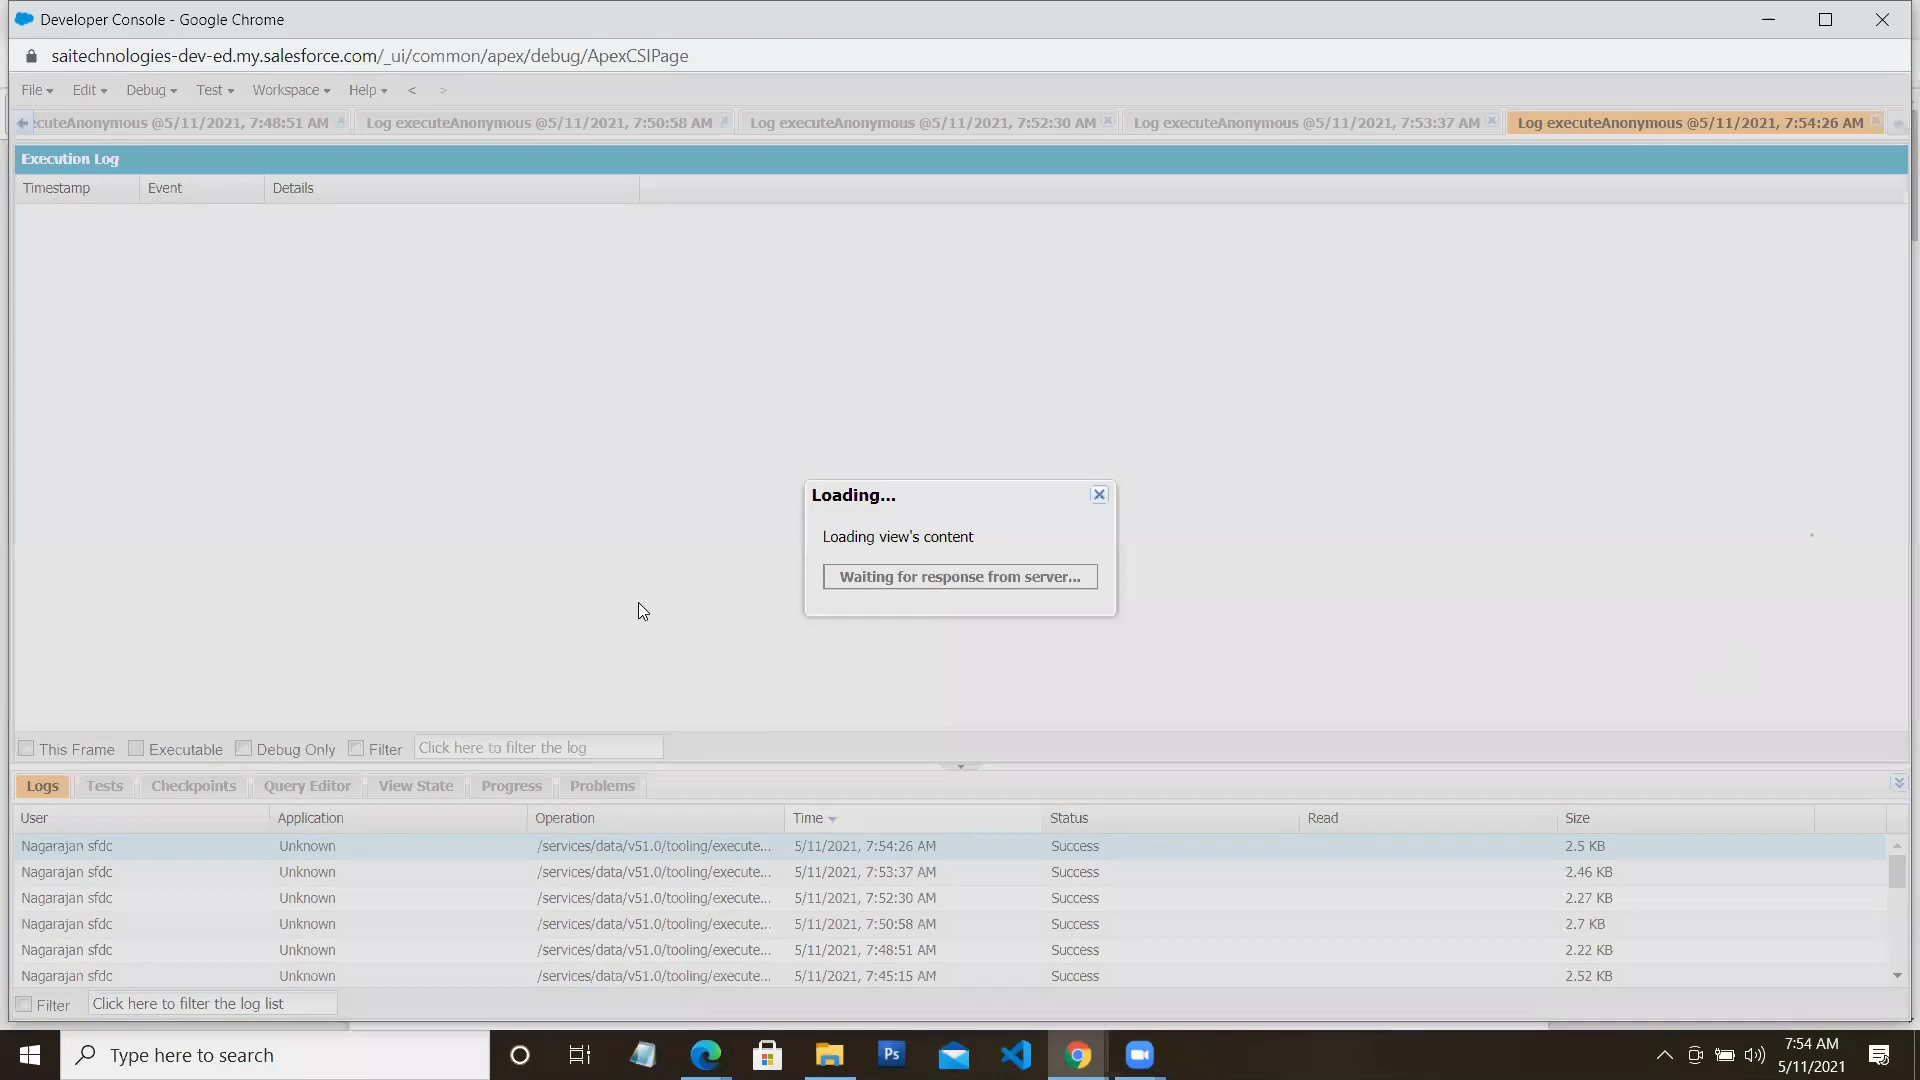 Developer Console - Google Chrome
saitechnologies-dev-ed.my.salesforce.com/_ui/common/apex/debug/ApexCSIPage
File Edit Debug Test Workspace Help < >
ecuteAnonymous @5/11/2021, 7:48:51 AM Log executeAnonymous @5/11/2021, 7:50:58 AM Log executeAnonymous @5/11/2021, 7:52:30 AM Log executeAnonymous @5/11/2021, 7:53:37 AM Log executeAnonymous @5/11/2021, 7:54:26 AM
Execution Log
Timestamp Event Details
Loading...
Loading view's content
Waiting for response from server...
This Frame Executable Debug Only Filter Click here to filter the log
Logs Tests Checkpoints Query Editor View State Progress Problems
User Application Operation Time Status Read Size
Nagarajan sfdc Unknown /services/data/v51.0/tooling/execute... 5/11/2021, 7:54:26 AM Success 2.5 KB
Nagarajan sfdc Unknown /services/data/v51.0/tooling/execute... 5/11/2021, 7:53:37 AM Success 2.46 KB
Nagarajan sfdc Unknown /services/data/v51.0/tooling/execute... 5/11/2021, 7:52:30 AM Success 2.27 KB
Nagarajan sfdc Unknown /services/data/v51.0/tooling/execute... 5/11/2021, 7:50:58 AM Success 2.7 KB
Nagarajan sfdc Unknown /services/data/v51.0/tooling/execute... 5/11/2021, 7:48:51 AM Success 2.22 KB
Nagarajan sfdc Unknown /services/data/v51.0/tooling/execute... 5/11/2021, 7:45:15 AM Success 2.52 KB
Filter Click here to filter the log list
Type here to search Ps 7:54 AM
5/11/2021